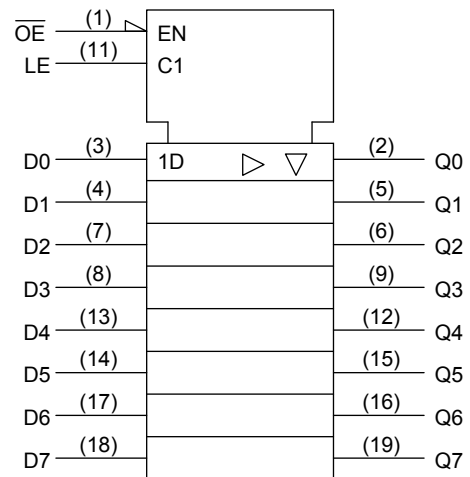 O̅E̅ (1) EN
LE (11) C1
D0 (3) 1D (2) Q0
D1 (4) (5) Q1
D2 (7) (6) Q2
D3 (8) (9) Q3
D4 (13) (12) Q4
D5 (14) (15) Q5
D6 (17) (16) Q6
D7 (18) (19) Q7